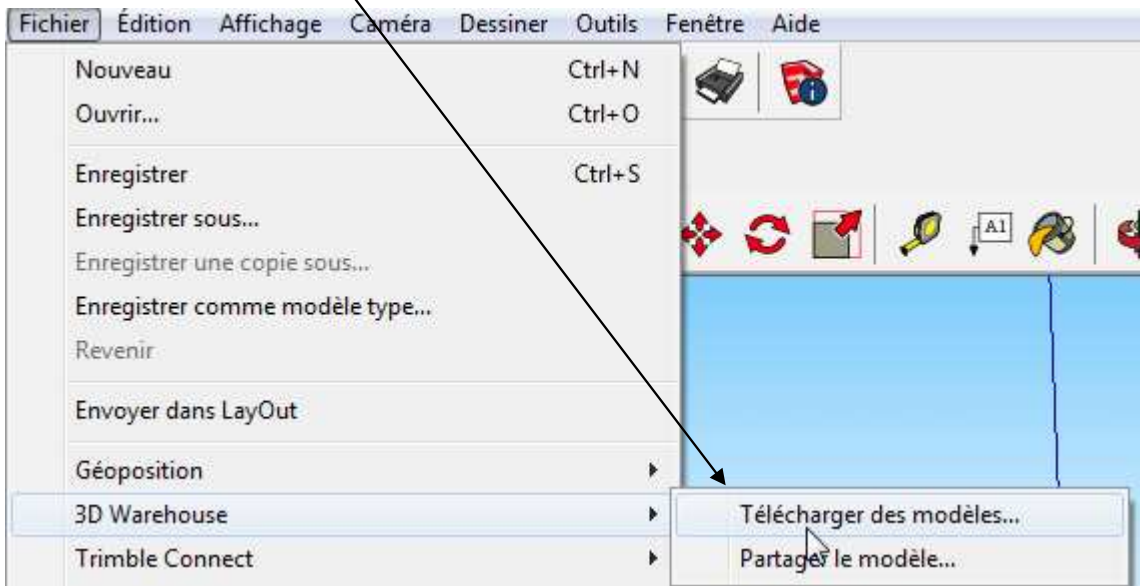 Fichier Édition Affichage Caméra Dessiner Outils Fenêtre Aide
Nouveau Ctrl+N
Ouvrir... Ctrl+O
Enregistrer Ctrl+S
Enregistrer sous...
Enregistrer une copie sous...
A1
Enregistrer comme modèle type...
Revenir
Envoyer dans LayOut
Géoposition
3D Warehouse
Télécharger des modèles...
Trimble Connect
Partager le modèle...